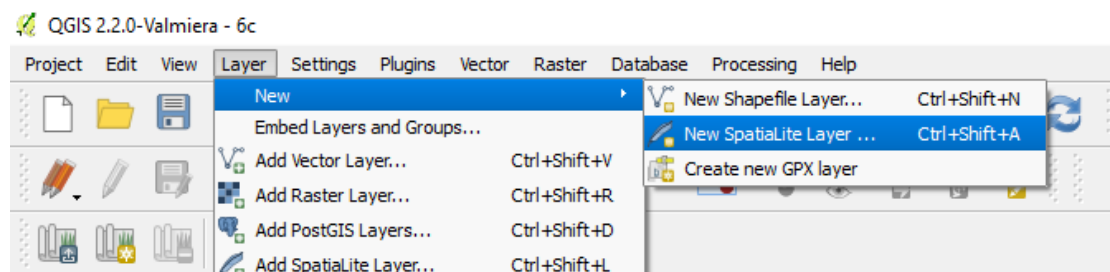 QGIS 2.2.0-Valmiera - 6c
Project Edit View Layer Settings Plugins Vector Raster Database Processing Help
New
New Shapefile Layer... Ctrl+Shift+N
Embed Layers and Groups...
New SpatiaLite Layer ... Ctrl+Shift+A
Add Vector Layer... Ctrl+Shift+V
Create new GPX layer
Add Raster Layer... Ctrl+Shift+R
Add PostGIS Layers... Ctrl+Shift+D
Add SpatiaLite Layer... Ctrl+Shift+L